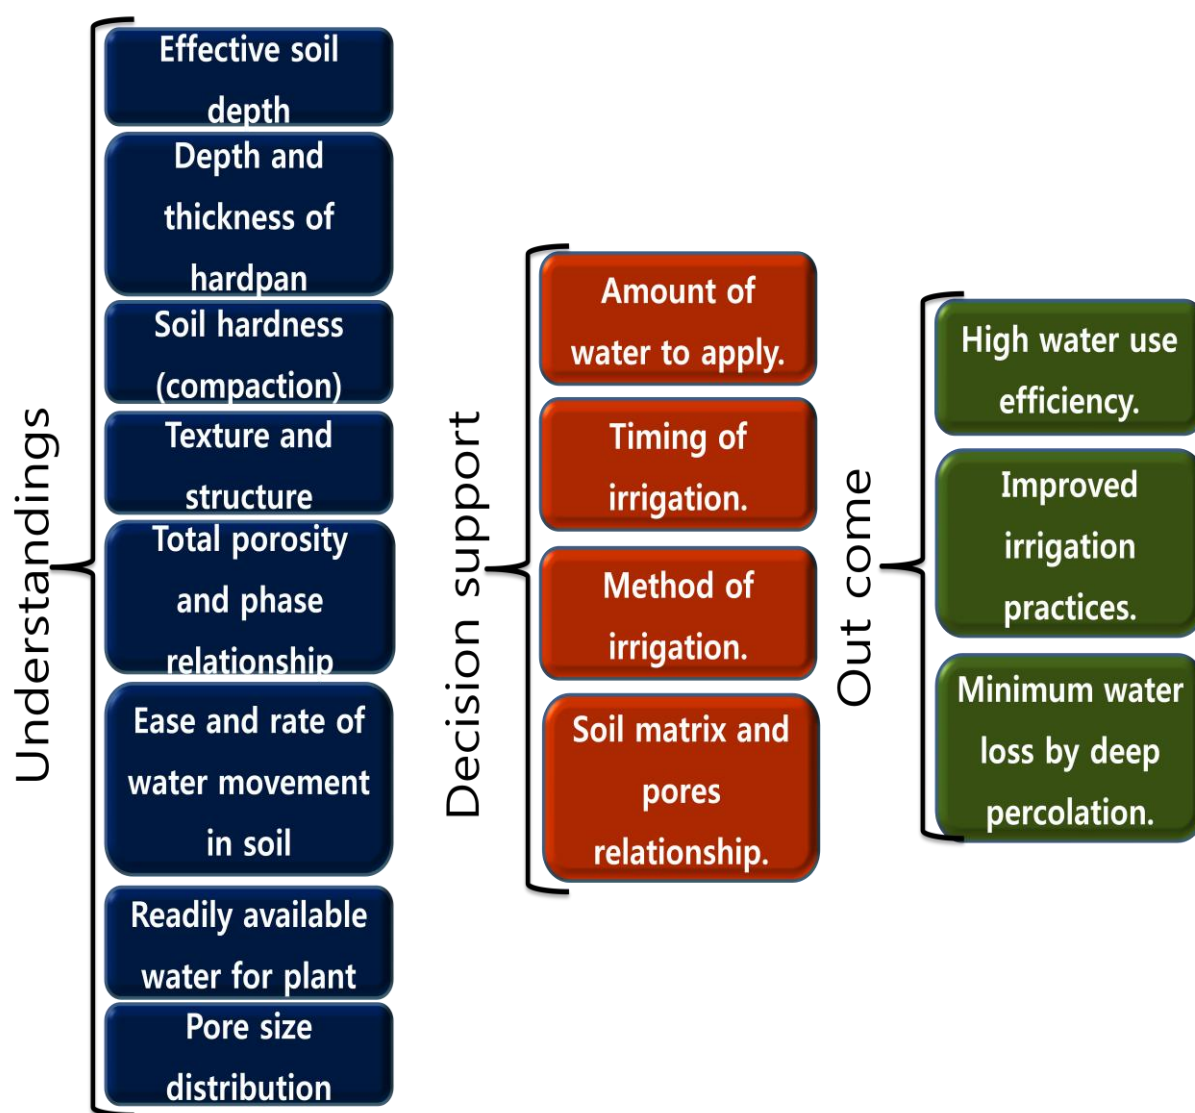 Understandings
Effective soil
depth
Depth and
thickness of
hardpan
Soil hardness
(compaction)
Texture and
structure
Total porosity
and phase
relationship
Ease and rate of
water movement
in soil
Readily available
water for plant
Pore size
distribution
Decision support
Amount of
water to apply.
Timing of
irrigation.
Method of
irrigation.
Soil matrix and
pores
relationship.
Out come
High water use
efficiency.
Improved
irrigation
practices.
Minimum water
loss by deep
percolation.